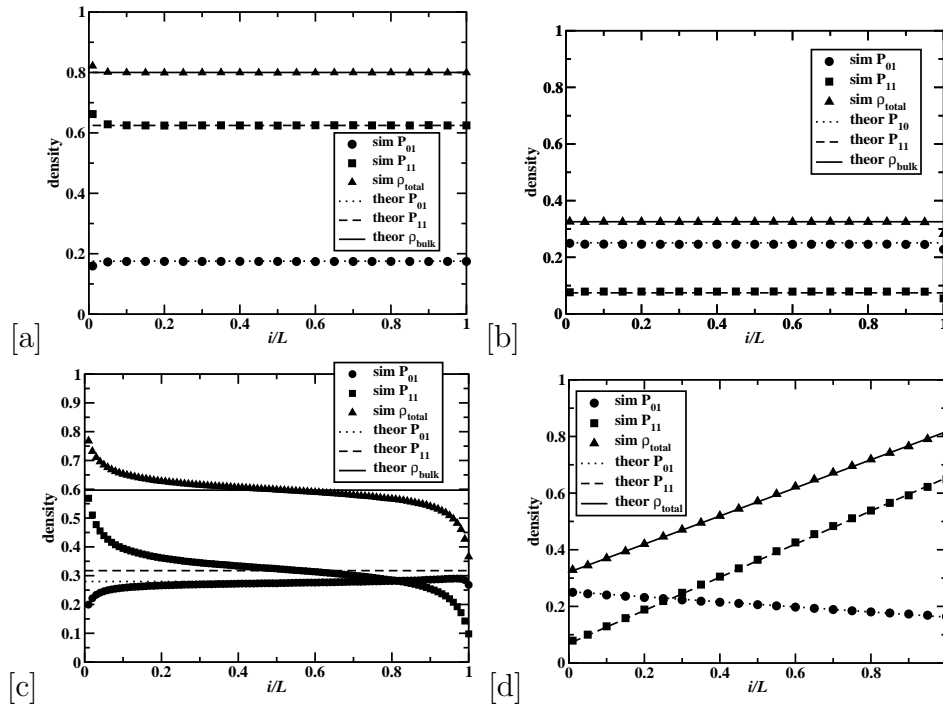 [a]
density
1
0.8
0.6
0.4
0.2
0
0 0.2 0.4 0.6 0.8 1
i/L
sim P01
sim P11
sim ρtotal
theor P01
theor P11
theor ρbulk
[b]
density
1
0.8
0.6
0.4
0.2
0
0 0.2 0.4 0.6 0.8 1
i/L
sim P01
sim P11
sim ρtotal
theor P10
theor P11
theor ρbulk
[c]
density
1
0.9
0.8
0.7
0.6
0.5
0.4
0.3
0.2
0.1
0
0 0.2 0.4 0.6 0.8 1
i/L
sim P01
sim P11
sim ρtotal
theor P01
theor P11
theor ρbulk
[d]
density
1
0.8
0.6
0.4
0.2
0
0 0.2 0.4 0.6 0.8
i/L
sim P01
sim P11
sim ρtotal
theor P01
theor P11
theor ρtotal